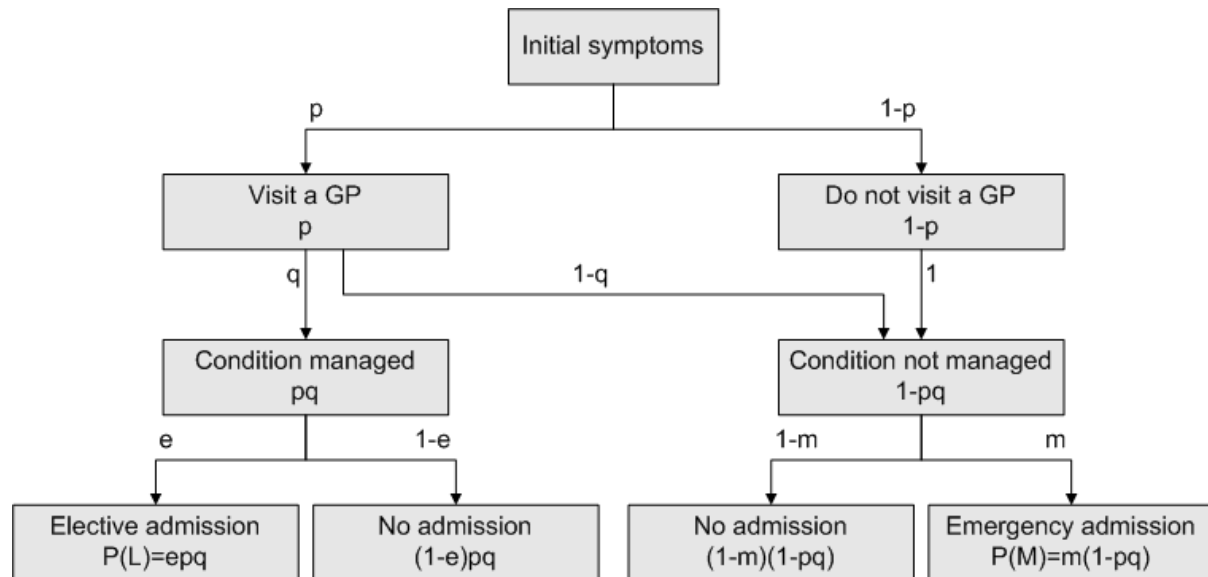 Initial symptoms
p
1-p
Visit a GP
p
Do not visit a GP
1-p
q
1-q
1
Condition managed
pq
Condition not managed
1-pq
e
1-e
1-m
m
Elective admission
P(L)=epq
No admission
(1-e)pq
No admission
(1-m)(1-pq)
Emergency admission
P(M)=m(1-pq)